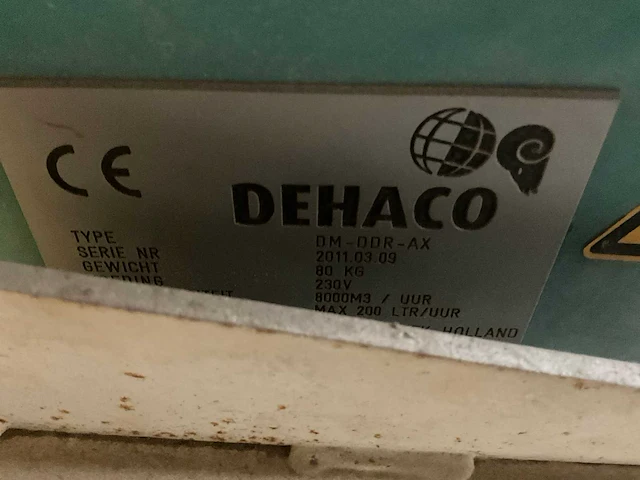 CE
DEHACO
TYPE DM-DDR-AX
SERIE NR 2011.03.09
GEWICHT 80 KG
230V
8000M3 / UUR
MAX 200 LTR/UUR
HOLLAND